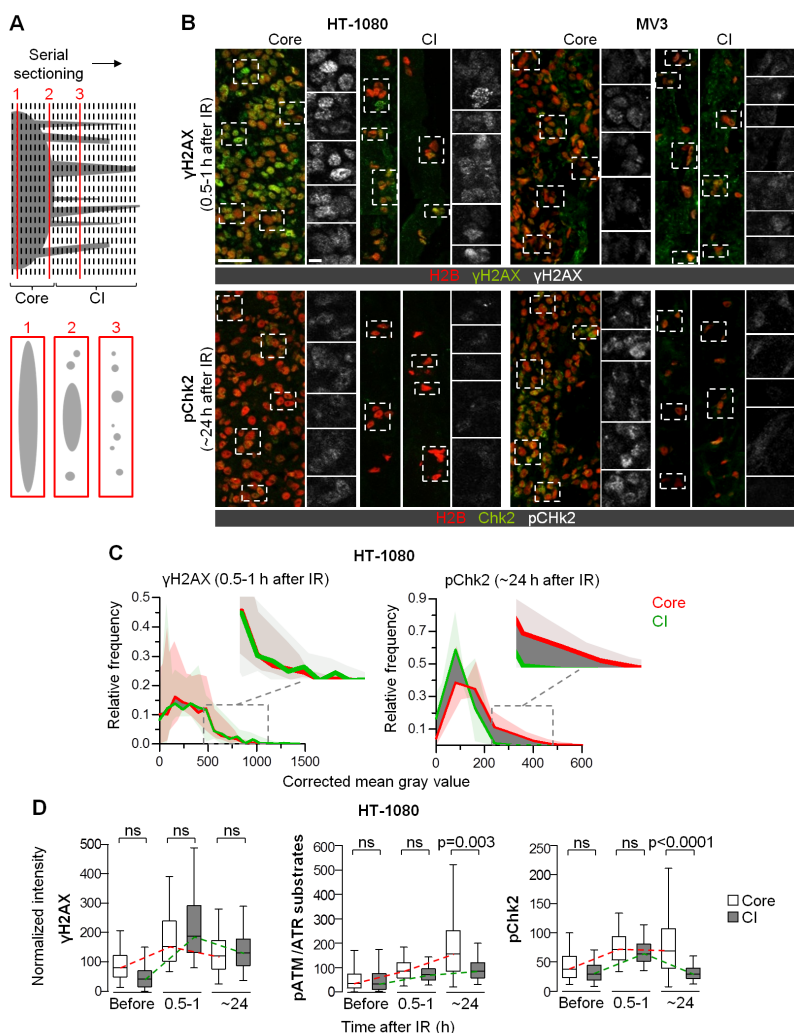 A
Serial
sectioning
1 2 3
Core CI
1 2 3
B
HT-1080 MV3
Core CI Core CI
γH2AX
(0.5-1 h after IR)
H2B γH2AX γH2AX
pChk2
(~24 h after IR)
H2B Chk2 pCHk2
C
HT-1080
γH2AX (0.5-1 h after IR)
pChk2 (~24 h after IR)
Core
CI
Relative frequency
0.5
0.4
0.3
0.2
0.1
0.0
0 500 1000 1500
Relative frequency
0.9
0.7
0.5
0.3
0.1
0 200 400 600
Corrected mean gray value
D
HT-1080
Normalized intensity
γH2AX
500
400
300
200
100
0
ns ns ns
Before 0.5-1 ~24
pATM/ATR substrates
600
500
400
300
200
100
0
ns ns p=0.003
Before 0.5-1 ~24
pChk2
250
200
150
100
50
0
ns ns p<0.0001
Before 0.5-1 ~24
Core
CI
Time after IR (h)